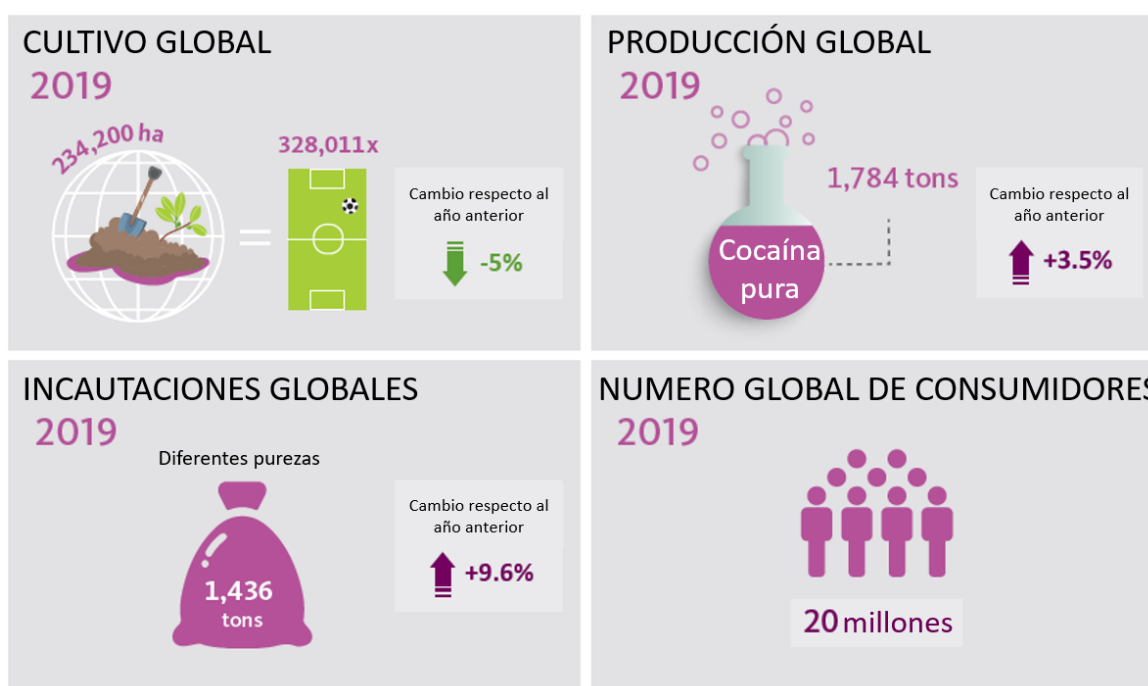 CULTIVO GLOBAL
2019
234,200 ha
328,011x
Cambio respecto al
año anterior
-5%
PRODUCCIÓN GLOBAL
2019
1,784 tons
Cocaína
pura
Cambio respecto al
año anterior
+3.5%
INCAUTACIONES GLOBALES
2019
Diferentes purezas
1,436
tons
Cambio respecto al
año anterior
+9.6%
NUMERO GLOBAL DE CONSUMIDORES
2019
20 millones